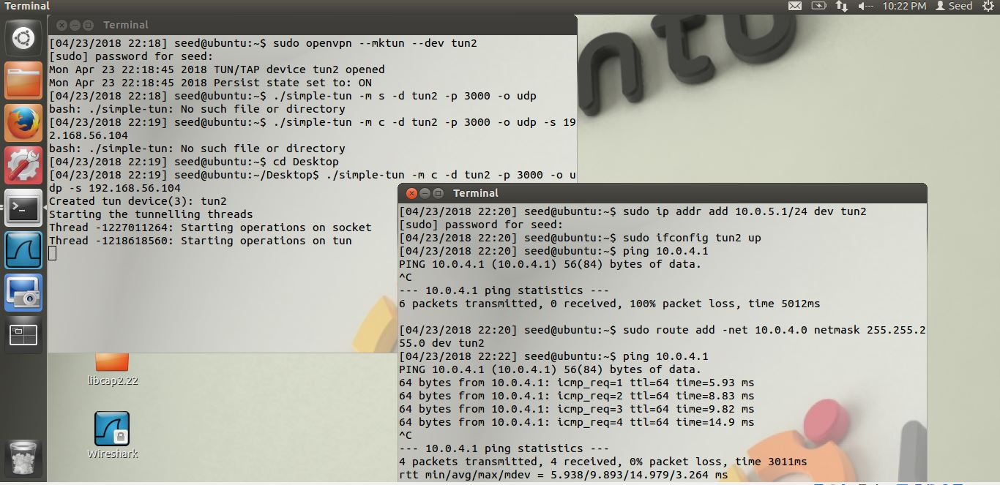 Terminal
10:22 PM
Seed
Terminal
[04/23/2018 22:18] seed@ubuntu:~$ sudo openvpn --mktun --dev tun2
[sudo] password for seed:
Mon Apr 23 22:18:45 2018 TUN/TAP device tun2 opened
Mon Apr 23 22:18:45 2018 Persist state set to: ON
[04/23/2018 22:18] seed@ubuntu:~$ ./simple-tun -m s -d tun2 -p 3000 -o udp
bash: ./simple-tun: No such file or directory
[04/23/2018 22:19] seed@ubuntu:~$ ./simple-tun -m c -d tun2 -p 3000 -o udp -s 19
2.168.56.104
bash: ./simple-tun: No such file or directory
[04/23/2018 22:19] seed@ubuntu:~$ cd Desktop
[04/23/2018 22:19] seed@ubuntu:~/Desktop$ ./simple-tun -m c -d tun2 -p 3000 -o u
dp -s 192.168.56.104
Created tun device(3): tun2
Starting the tunnelling threads
Thread -1227011264: Starting operations on socket
Thread -1218618560: Starting operations on tun
Terminal
[04/23/2018 22:20] seed@ubuntu:~$ sudo ip addr add 10.0.5.1/24 dev tun2
[sudo] password for seed:
[04/23/2018 22:20] seed@ubuntu:~$ sudo ifconfig tun2 up
[04/23/2018 22:20] seed@ubuntu:~$ ping 10.0.4.1
PING 10.0.4.1 (10.0.4.1) 56(84) bytes of data.
^C
--- 10.0.4.1 ping statistics ---
6 packets transmitted, 0 received, 100% packet loss, time 5012ms
[04/23/2018 22:20] seed@ubuntu:~$ sudo route add -net 10.0.4.0 netmask 255.255.2
55.0 dev tun2
[04/23/2018 22:22] seed@ubuntu:~$ ping 10.0.4.1
PING 10.0.4.1 (10.0.4.1) 56(84) bytes of data.
64 bytes from 10.0.4.1: icmp_req=1 ttl=64 time=5.93 ms
64 bytes from 10.0.4.1: icmp_req=2 ttl=64 time=8.83 ms
64 bytes from 10.0.4.1: icmp_req=3 ttl=64 time=9.82 ms
64 bytes from 10.0.4.1: icmp_req=4 ttl=64 time=14.9 ms
^C
--- 10.0.4.1 ping statistics ---
4 packets transmitted, 4 received, 0% packet loss, time 3011ms
rtt min/avg/max/mdev = 5.938/9.893/14.979/3.264 ms
libcap2.22
Wireshark
ntu